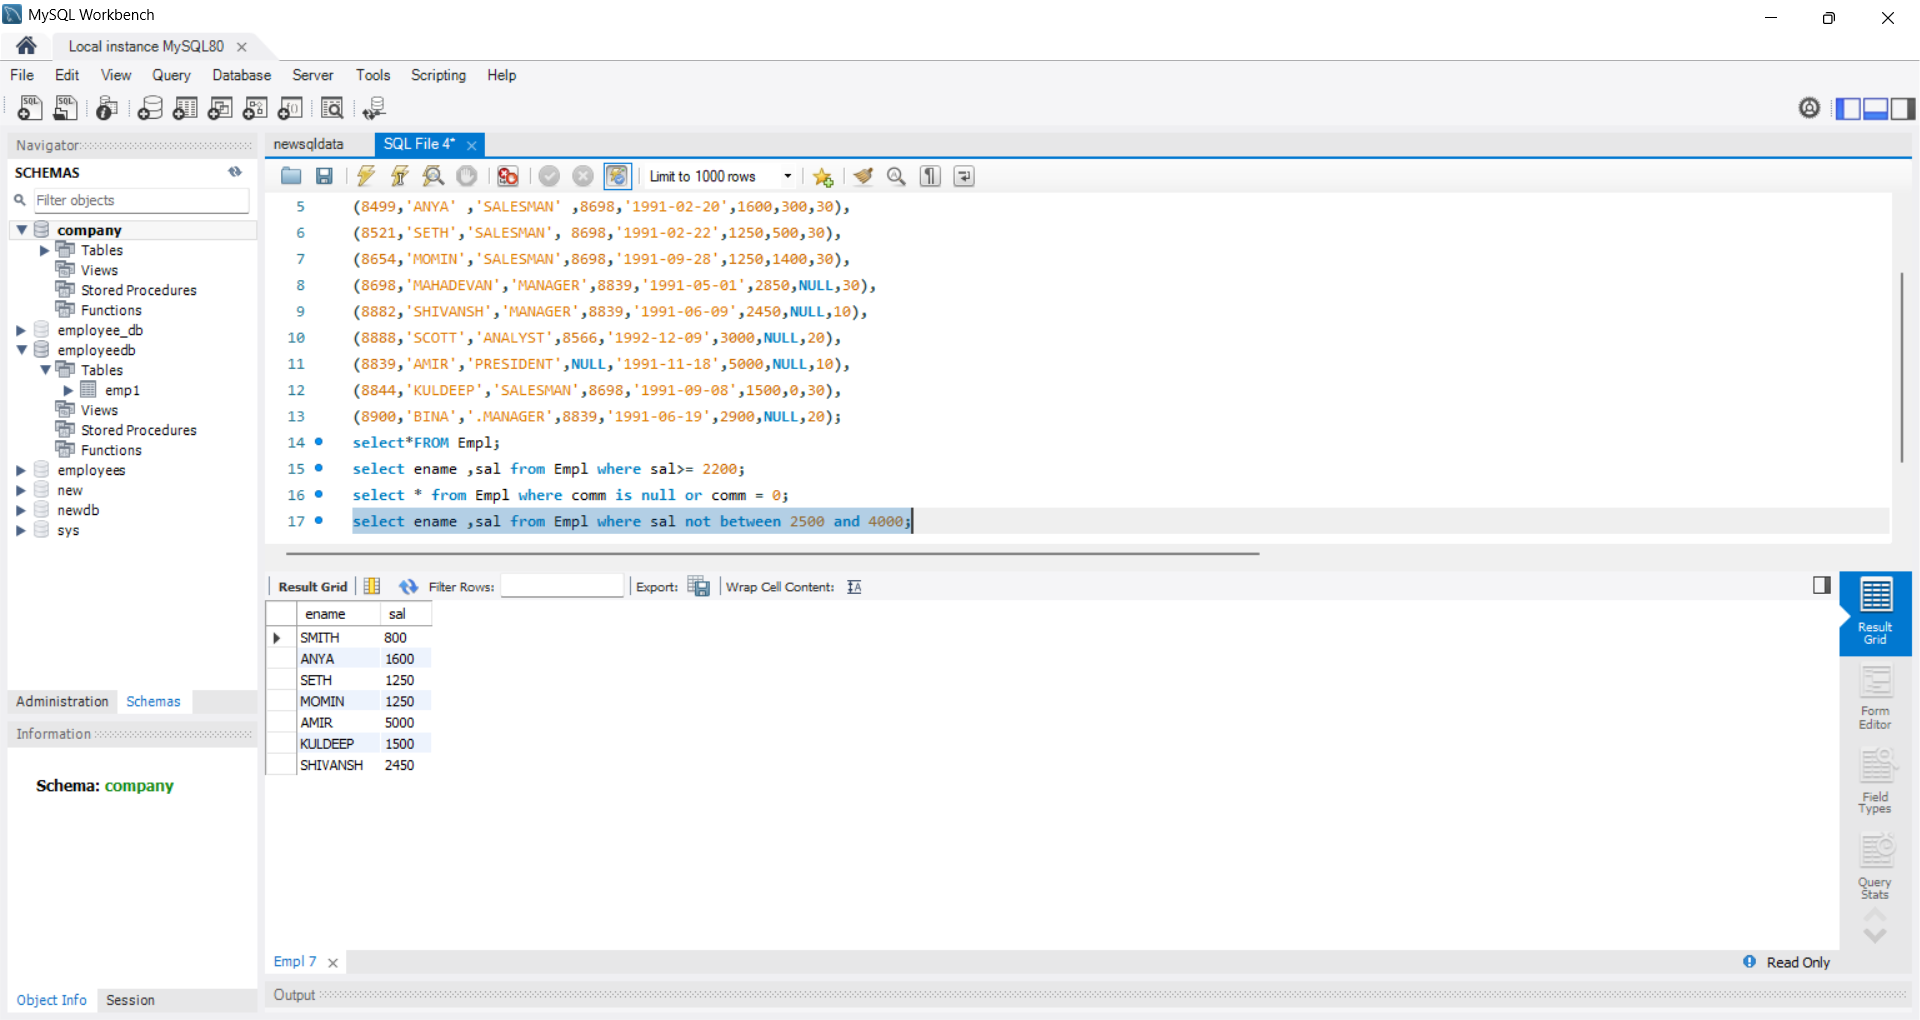 MySQL Workbench
Local instance MySQL80
File Edit View Query Database Server Tools Scripting Help
Navigator
SCHEMAS
Filter objects
company
Tables
Views
Stored Procedures
Functions
employee_db
employeedb
Tables
emp1
Views
Stored Procedures
Functions
employees
new
newdb
sys
Administration Schemas
Information
Schema: company
Object Info Session
newsqldata SQL File 4*
Limit to 1000 rows
5 (8499,'ANYA' ,'SALESMAN' ,8698,'1991-02-20',1600,300,30),
6 (8521,'SETH','SALESMAN', 8698,'1991-02-22',1250,500,30),
7 (8654,'MOMIN','SALESMAN',8698,'1991-09-28',1250,1400,30),
8 (8698,'MAHADEVAN','MANAGER',8839,'1991-05-01',2850,NULL,30),
9 (8882,'SHIVANSH','MANAGER',8839,'1991-06-09',2450,NULL,10),
10 (8888,'SCOTT','ANALYST',8566,'1992-12-09',3000,NULL,20),
11 (8839,'AMIR','PRESIDENT',NULL,'1991-11-18',5000,NULL,10),
12 (8844,'KULDEEP','SALESMAN',8698,'1991-09-08',1500,0,30),
13 (8900,'BINA','.MANAGER',8839,'1991-06-19',2900,NULL,20);
14 select*FROM Empl;
15 select ename ,sal from Empl where sal>= 2200;
16 select * from Empl where comm is null or comm = 0;
17 select ename ,sal from Empl where sal not between 2500 and 4000;
Result Grid Filter Rows: Export: Wrap Cell Content:
ename sal
SMITH 800
ANYA 1600
SETH 1250
MOMIN 1250
AMIR 5000
KULDEEP 1500
SHIVANSH 2450
Result
Grid
Form
Editor
Field
Types
Query
Stats
Empl 7
Read Only
Output